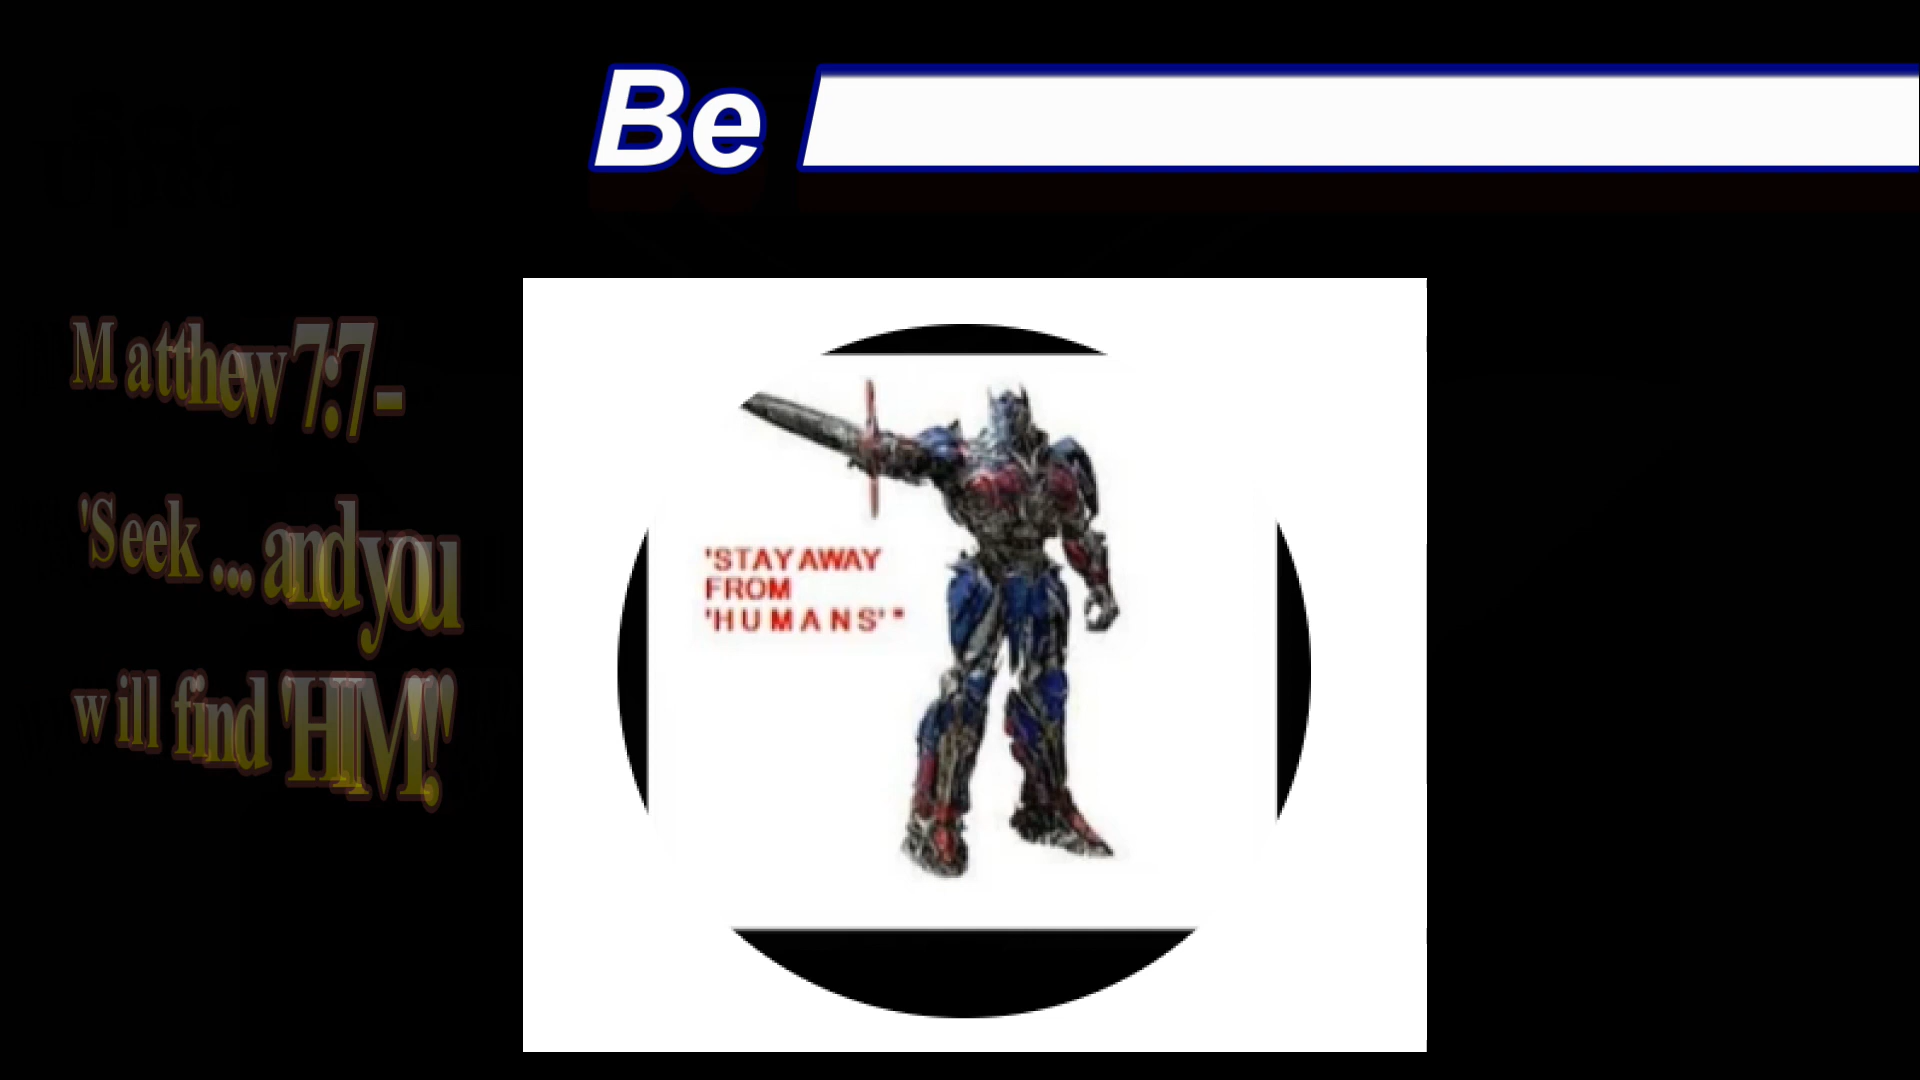 Be
Matthew 7:7-
'Seek ... and you
will find 'HIM!'
'STAY AWAY
FROM
'HUMANS' "